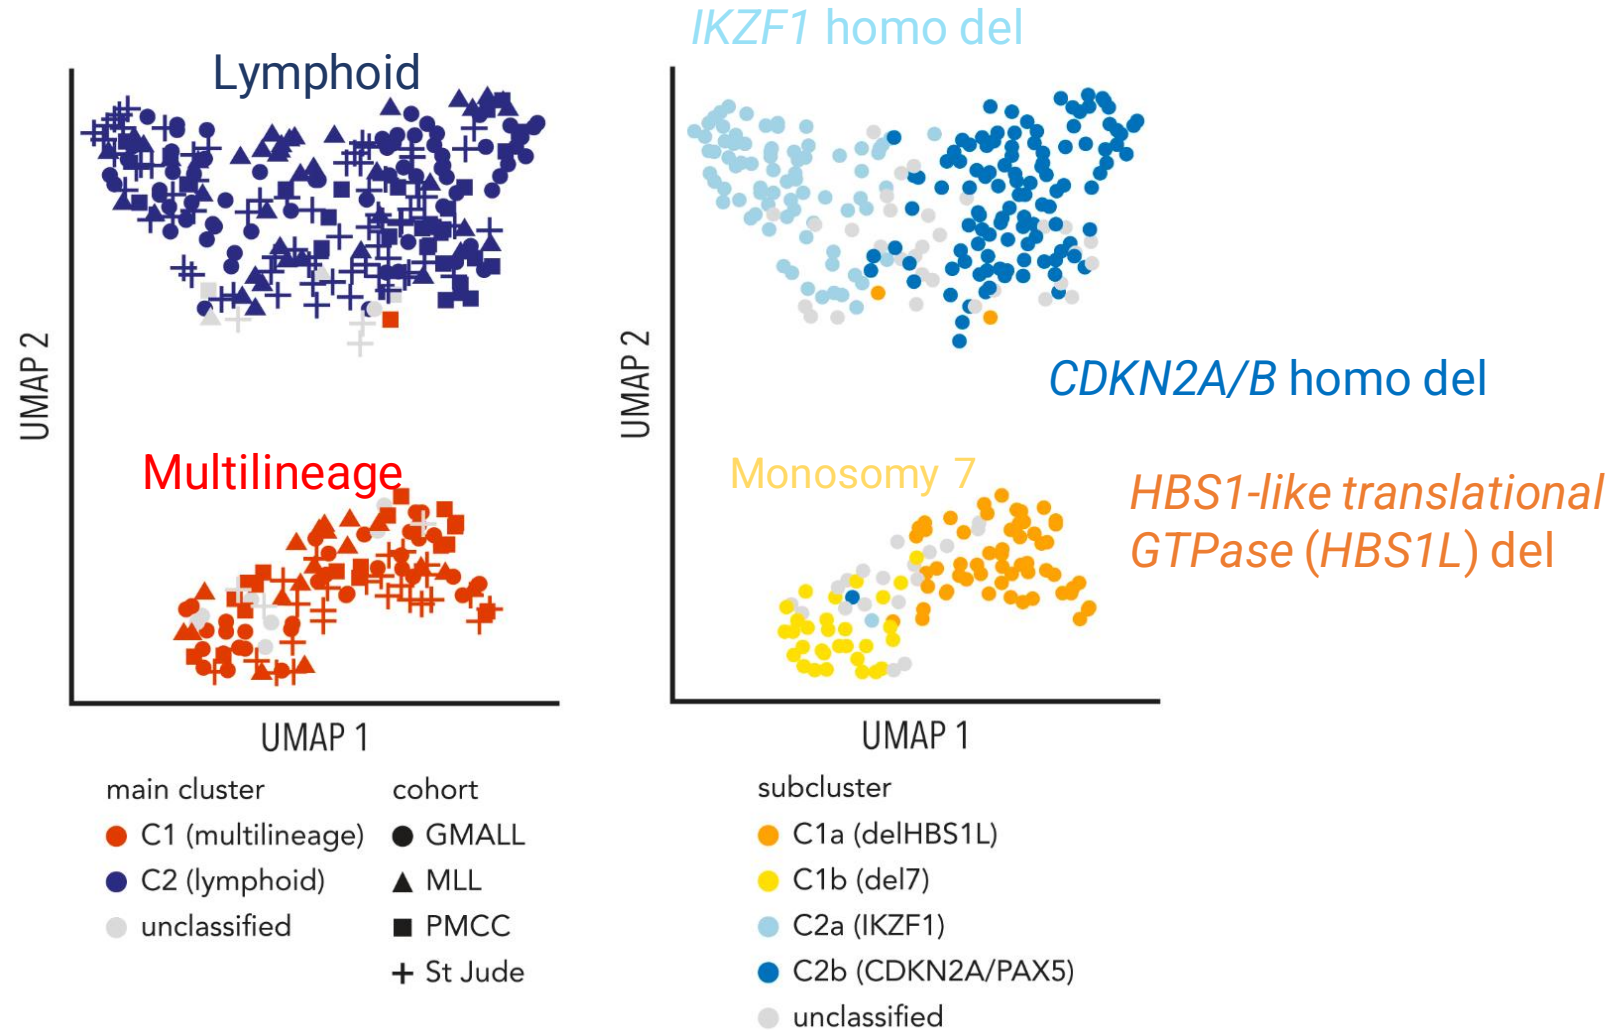 IKZF1 homo del
Lymphoid
UMAP 2
UMAP 2
CDKN2A/B homo del
Multilineage
Monosomy 7
HBS1-like translational
GTPase (HBS1L) del
UMAP 1
UMAP 1
main cluster
C1 (multilineage)
C2 (lymphoid)
unclassified
cohort
GMALL
MLL
PMCC
St Jude
subcluster
C1a (delHBS1L)
C1b (del7)
C2a (IKZF1)
C2b (CDKN2A/PAX5)
unclassified